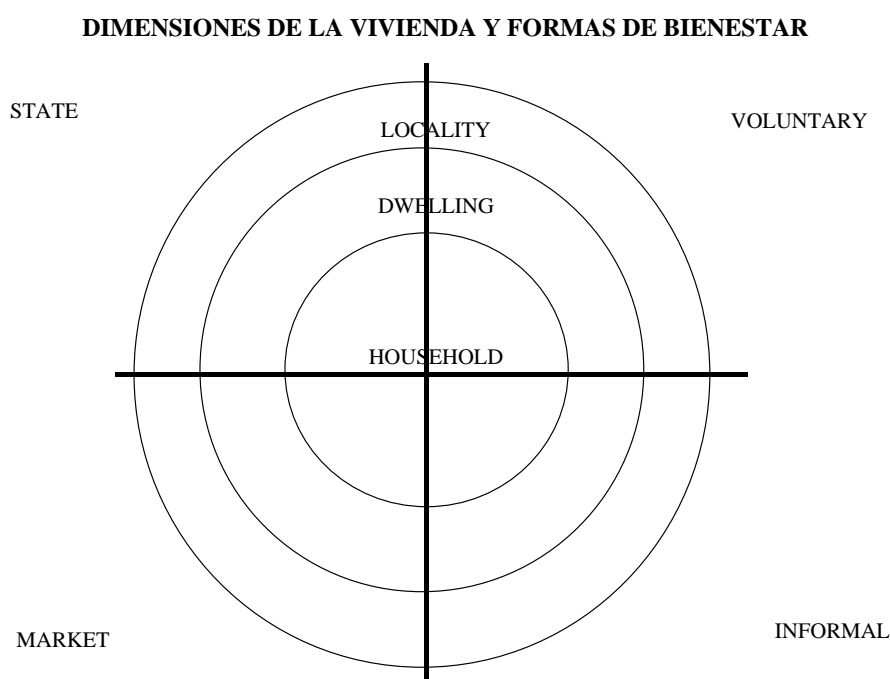 DIMENSIONES DE LA VIVIENDA Y FORMAS DE BIENESTAR
STATE
VOLUNTARY
LOCALITY
DWELLING
HOUSEHOLD
MARKET
INFORMAL